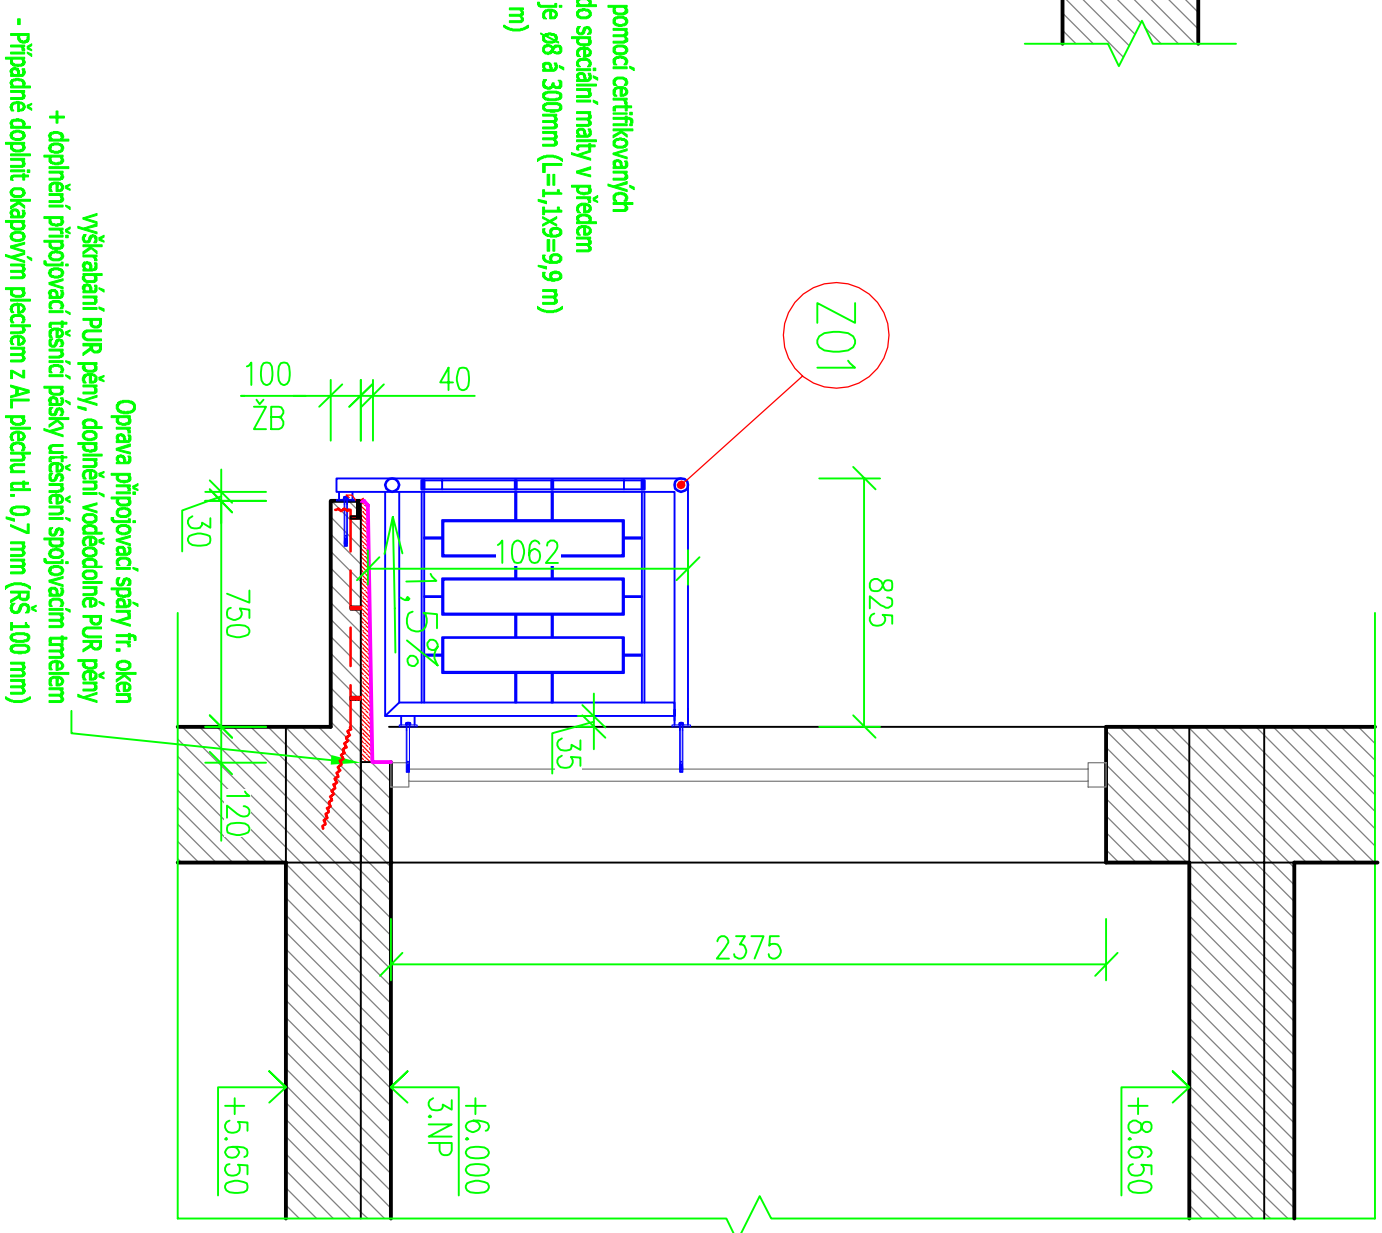 pomocí certifikovaných
do speciální malty v předem
je ø8 á 300mm (L=1,1x9=9,9 m)
m)
Z01
100
ŽB
40
30
750
120
1062
1,5%
825
35
2375
Oprava připojovací spáry fr. oken
vyškrabání PUR pěny, doplnění voděodolné PUR pěny
+ doplnění připojovací těsnící pásky utěsnění spojovacím tmelem
- Případně doplnit okapovým plechem z AL plechu tl. 0,7 mm (RŠ 100 mm)
+8.650
+6.000
3.NP
+5.650